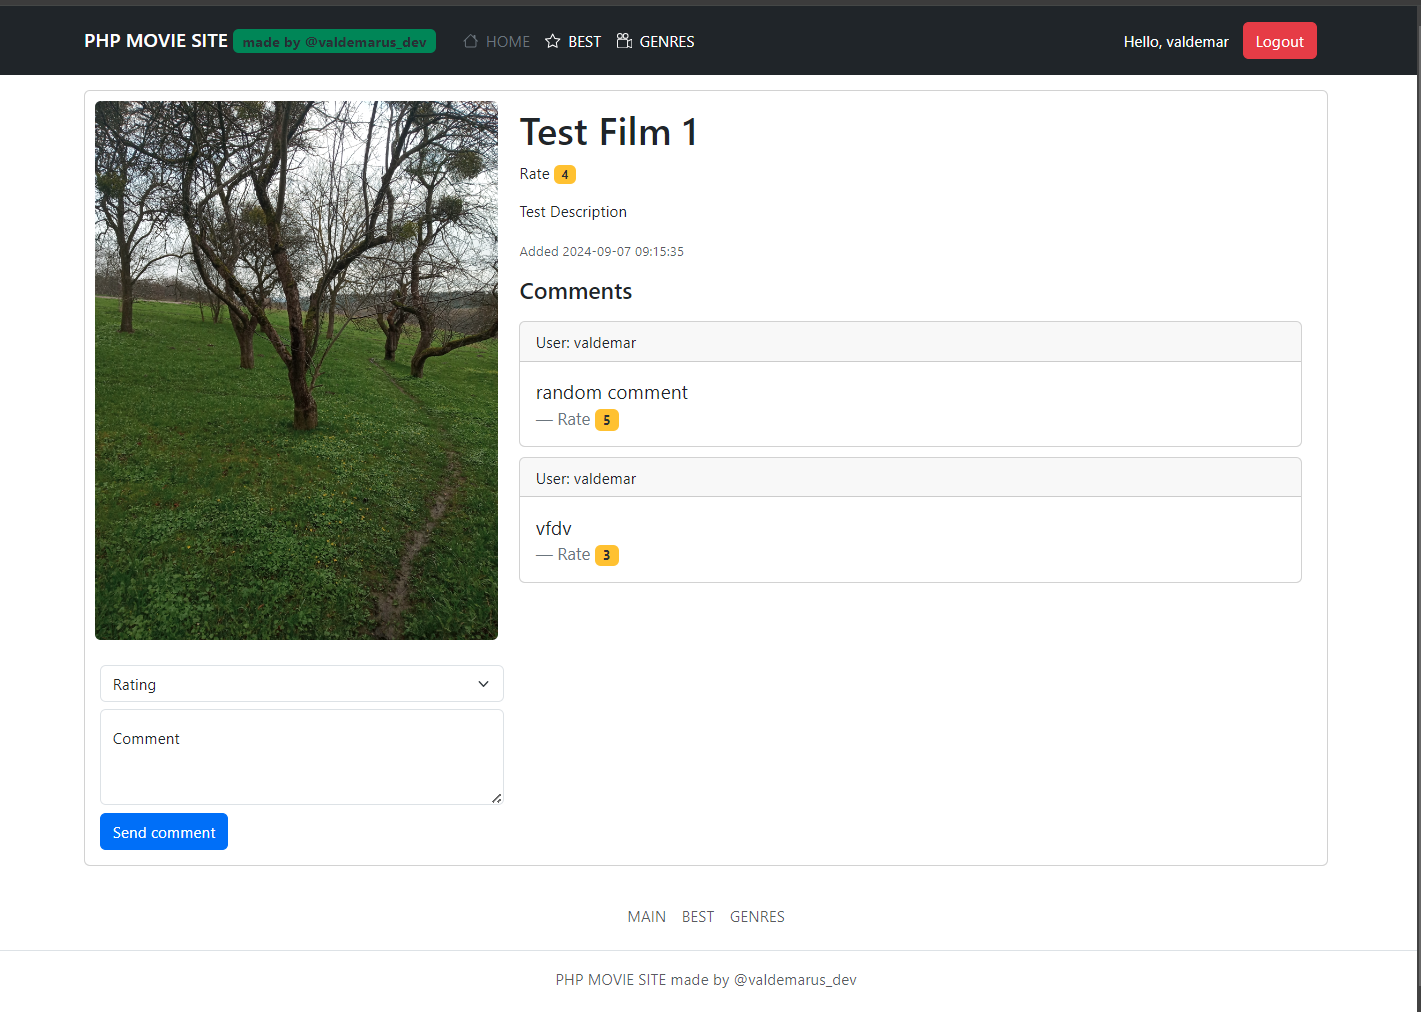 PHP MOVIE SITE made by @valdemarus_dev HOME BEST GENRES Hello, valdemar Logout
Test Film 1
Rate 4
Test Description
Added 2024-09-07 09:15:35
Comments
User: valdemar
random comment
— Rate 5
User: valdemar
vfdv
— Rate 3
Rating
Comment
Send comment
MAIN BEST GENRES
PHP MOVIE SITE made by @valdemarus_dev